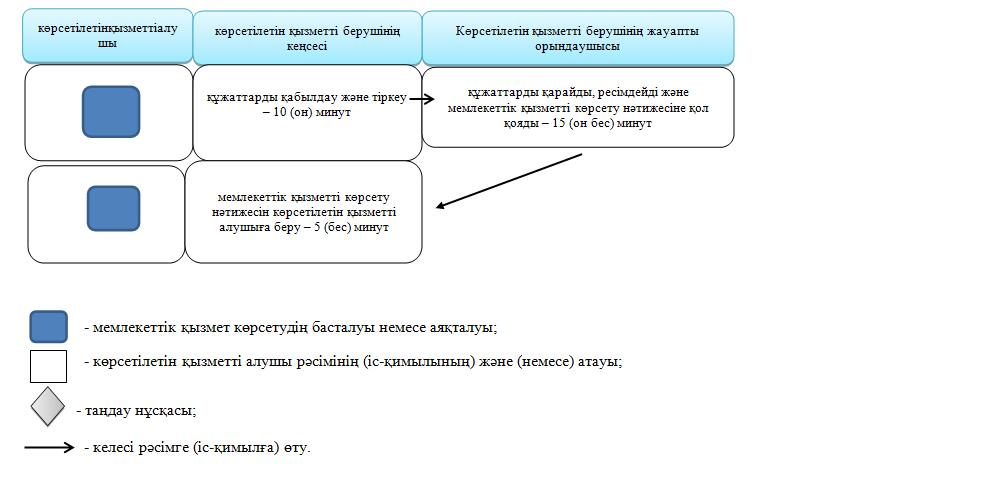 көрсетілетінқызметтіалу
шы
көрсетілетін қызметті берушінің
кеңсесі
Көрсетілетін қызметті берушінің жауапты
орындаушысы
құжаттарды қабылдау және тіркеу
– 10 (он) минут
құжаттарды қарайды, ресімдейді және
мемлекеттік қызметті көрсету нәтижесіне қол
қояды – 15 (он бес) минут
мемлекеттік қызметті көрсету
нәтижесін көрсетілетін қызметті
алушыға беру – 5 (бес) минут
- мемлекеттік қызмет көрсетудің басталуы немесе аяқталуы;
- көрсетілетін қызметті алушы рәсімінің (іс-қимылының) және (немесе) атауы;
- таңдау нұсқасы;
- келесі рәсімге (іс-қимылға) өту.